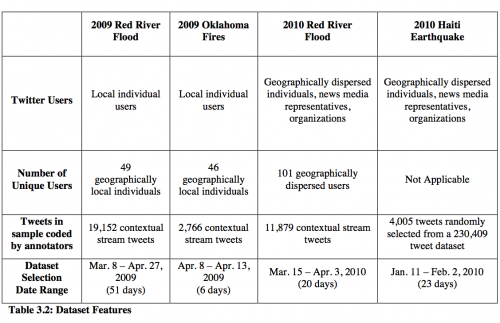 2009 Red River Flood 2009 Oklahoma Fires 2010 Red River Flood 2010 Haiti Earthquake
Twitter Users
Local individual users
Local individual users
Geographically dispersed individuals, news media representatives, organizations
Geographically dispersed individuals, news media representatives, organizations
Number of Unique Users
49 geographically local individuals
46 geographically local individuals
101 geographically dispersed users
Not Applicable
Tweets in sample coded by annotators
19,152 contextual stream tweets
2,766 contextual stream tweets
11,879 contextual stream tweets
4,005 tweets randomly selected from a 230,409 tweet dataset
Dataset Selection Date Range
Mar. 8 – Apr. 27, 2009 (51 days)
Apr. 8 – Apr. 13, 2009 (6 days)
Mar. 15 – Apr. 3, 2010 (20 days)
Jan. 11 – Feb. 2, 2010 (23 days)
Table 3.2: Dataset Features